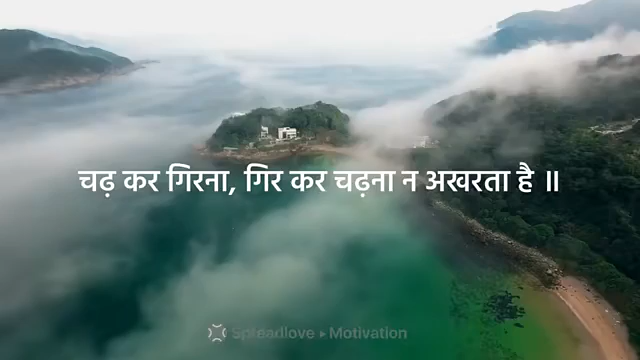 चढ़ कर गिरना, गिर कर चढ़ना न अखरता है ॥
Spreadlove ▸ Motivation